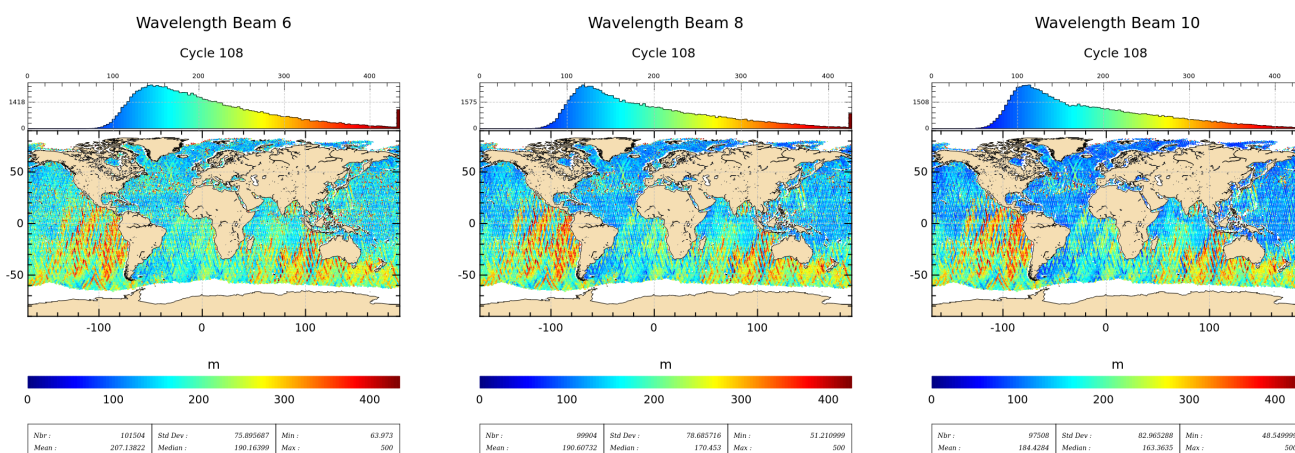 Wavelength Beam 6
Cycle 108
0 100 200 300 400
1418
0
50
0
-50
-100 0 100
m
0 100 200 300 400
Nbr : 101504 Std Dev : 75.895687 Min : 63.973
Mean : 207.13822 Median : 190.16399 Max : 500
Wavelength Beam 8
Cycle 108
0 100 200 300 400
1575
0
50
0
-50
-100 0 100
m
0 100 200 300 400
Nbr : 99904 Std Dev : 78.685716 Min : 51.210999
Mean : 190.60732 Median : 170.453 Max : 500
Wavelength Beam 10
Cycle 108
0 100 200 300 400
1508
0
50
0
-50
-100 0 100
m
0 100 200 300 400
Nbr : 97508 Std Dev : 82.965288 Min : 48.549999
Mean : 184.4284 Median : 163.3635 Max : 500